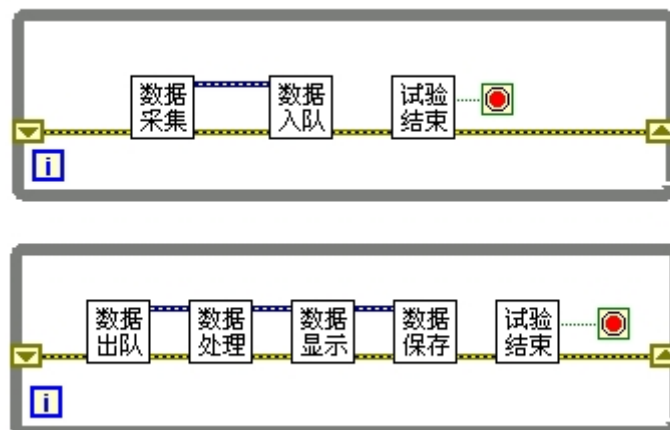 数据 数据 试验
采集 入队 结束
i
数据 数据 数据 数据 试验
出队 处理 显示 保存 结束
i